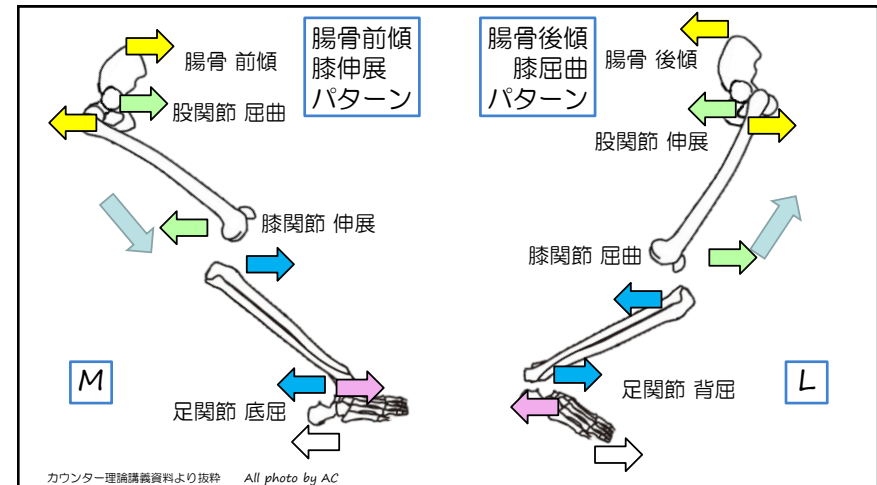 腸骨 前傾
股関節 屈曲
腸骨前傾
膝伸展
パターン
膝関節 伸展
足関節 底屈
M
腸骨後傾
膝屈曲
パターン
腸骨 後傾
股関節 伸展
膝関節 屈曲
足関節 背屈
L
カウンター理論講義資料より抜粋 All photo by AC